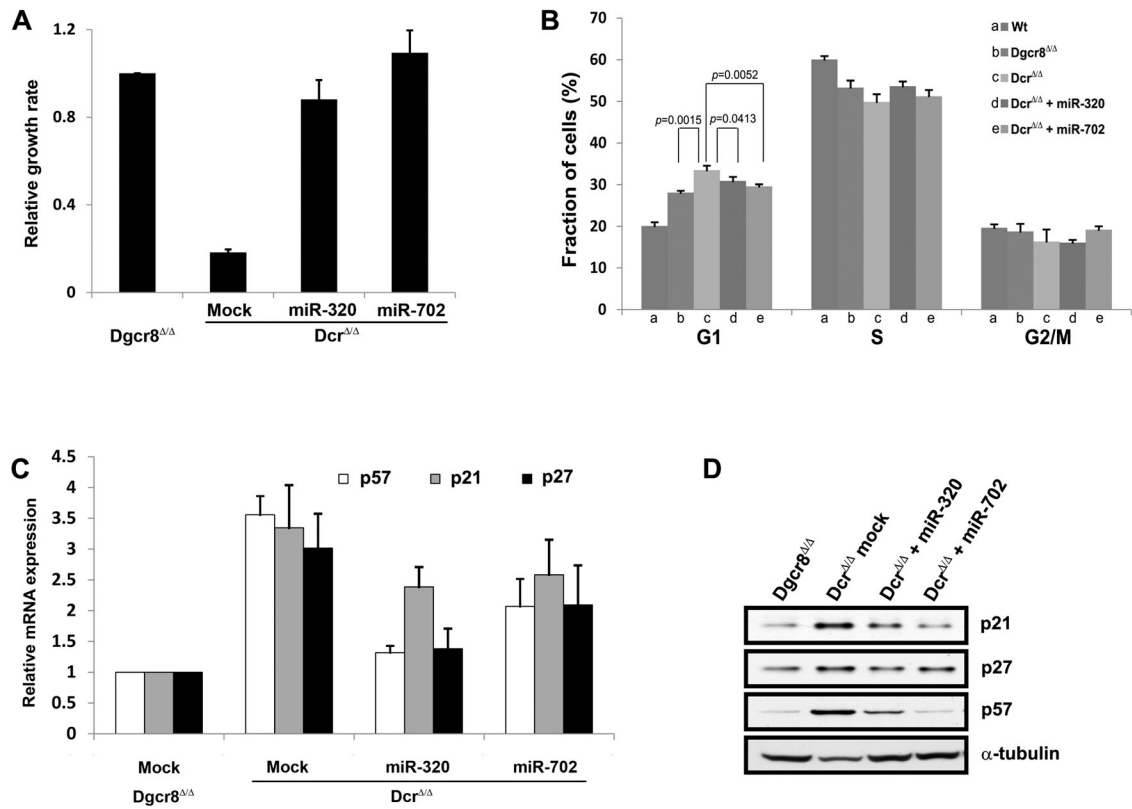 A
Relative growth rate
1.2
0.8
0.4
0
Mock miR-320 miR-702
Dgcr8Δ/Δ Dcr Δ/Δ
B
Fraction of cells (%)
70
60
50
40
30
20
10
0
a Wt
b Dgcr8Δ/Δ
c DcrΔ/Δ
d DcrΔ/Δ + miR-320
e DcrΔ/Δ + miR-702
p=0.0052
p=0.0015 p=0.0413
a b c d e a b c d e a b c d e
G1 S G2/M
C
Relative mRNA expression
4.5
4
3.5
3
2.5
2
1.5
1
0.5
0
p57 p21 p27
Mock Mock miR-320 miR-702
Dgcr8Δ/Δ DcrΔ/Δ
D
Dgcr8Δ/Δ
DcrΔ/Δ mock
DcrΔ/Δ + miR-320
DcrΔ/Δ + miR-702
p21
p27
p57
α-tubulin